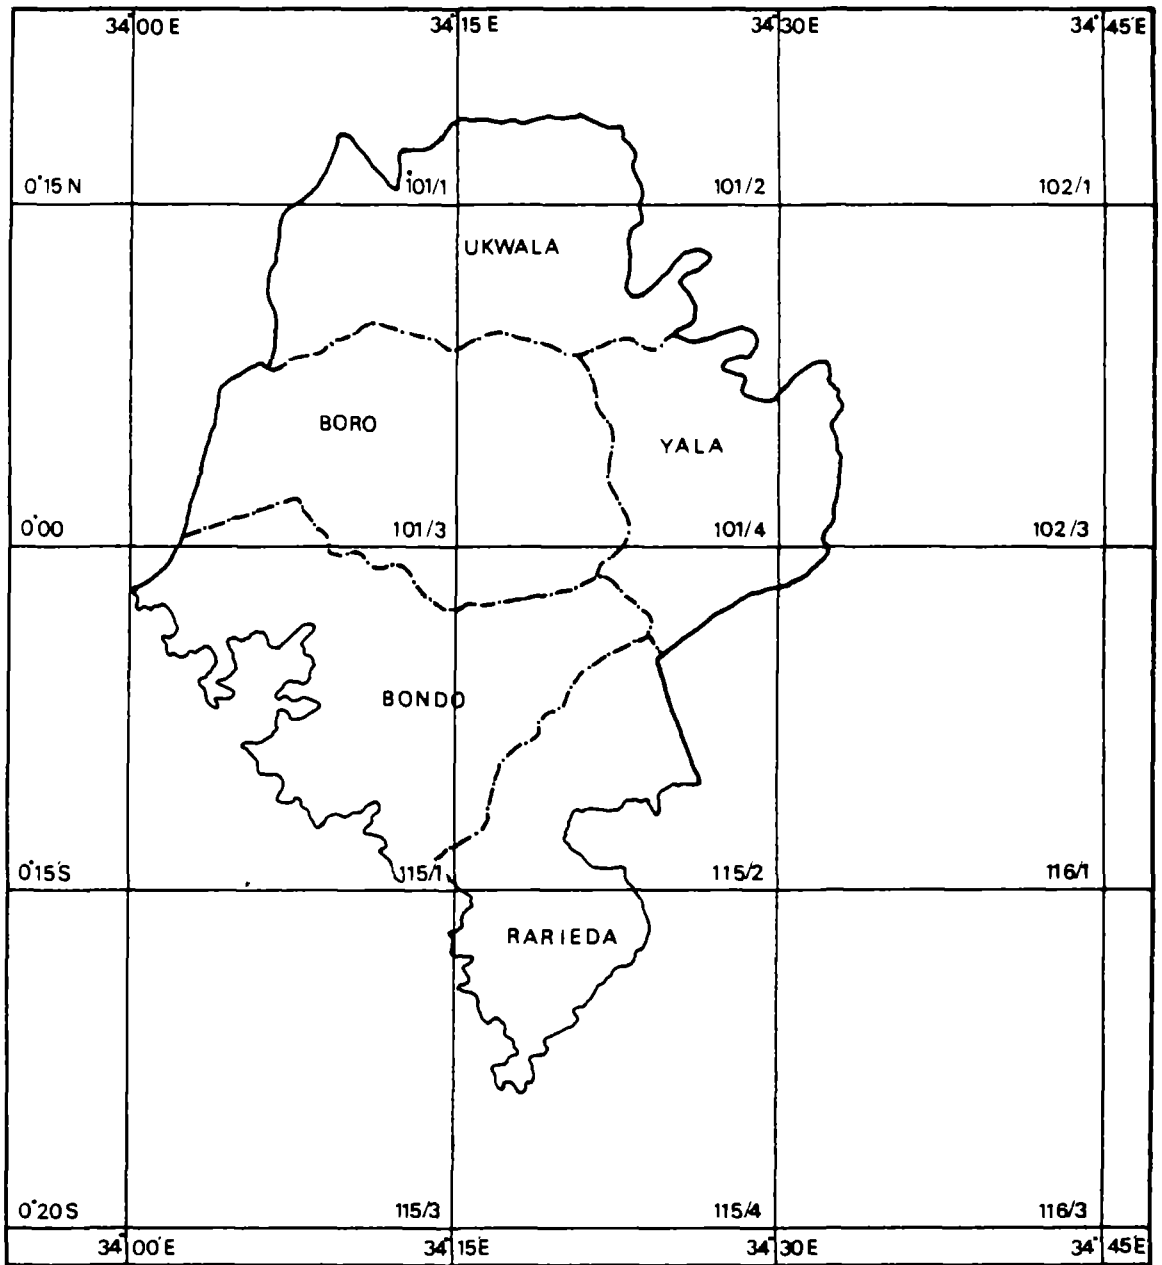 34°00 E 34°15 E 34°30 E 34°45'E
0°15 N 101/1 101/2 102/1
UKWALA
BORO
YALA
0°00 101/3 101/4 102/3
BONDO
0°15'S 115/1 115/2 116/1
RARIEDA
0°20 S 115/3 115/4 116/3
34°00'E 34°15E 34°30 E 34°45E